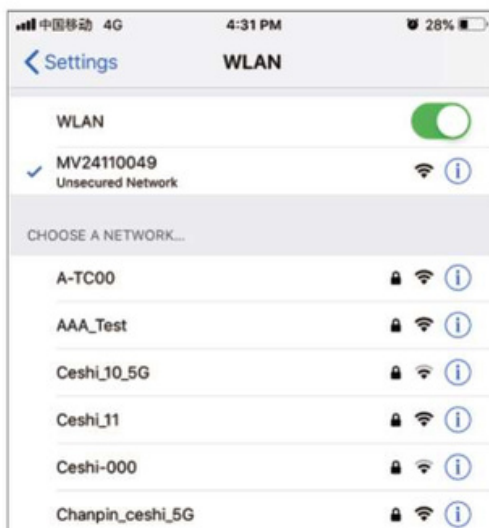 中国移动 4G 4:31 PM 28%
Settings WLAN
WLAN
MV24110049
Unsecured Network
CHOOSE A NETWORK...
A-TC00
AAA_Test
Ceshi_10_5G
Ceshi_11
Ceshi-000
Chanpin_ceshi_5G